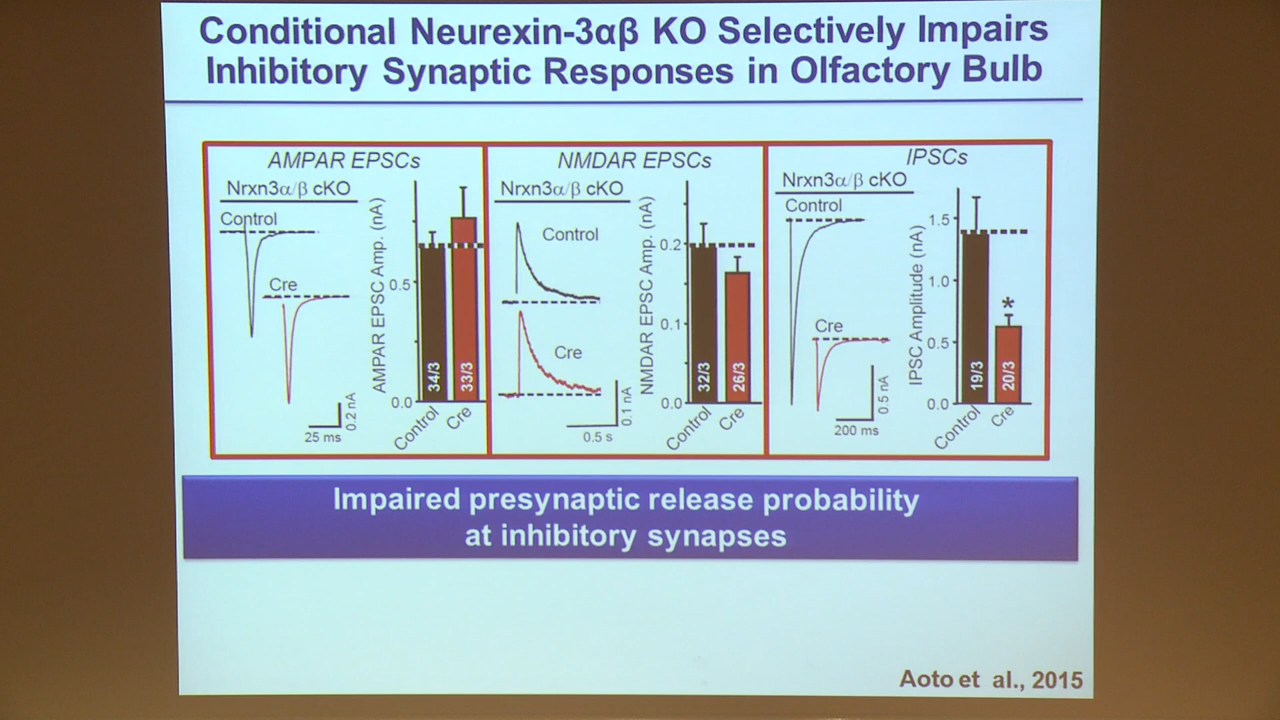 Conditional Neurexin-3αβ KO Selectively Impairs
Inhibitory Synaptic Responses in Olfactory Bulb
AMPAR EPSCs
Nrxn3α/β cKO
Control
Cre
0.2 nA
25 ms
AMPAR EPSC Amp. (nA)
0.5
0.0
34/3
33/3
Control
Cre
NMDAR EPSCs
Nrxn3α/β cKO
Control
Cre
0.1 nA
0.5 s
NMDAR EPSC Amp. (nA)
0.2
0.1
0.0
32/3
26/3
Control
Cre
IPSCs
Nrxn3α/β cKO
Control
Cre
0.5 nA
200 ms
IPSC Amplitude (nA)
1.5
1.0
0.5
0.0
*
19/3
20/3
Control
Cre
Impaired presynaptic release probability
at inhibitory synapses
Aoto et al., 2015